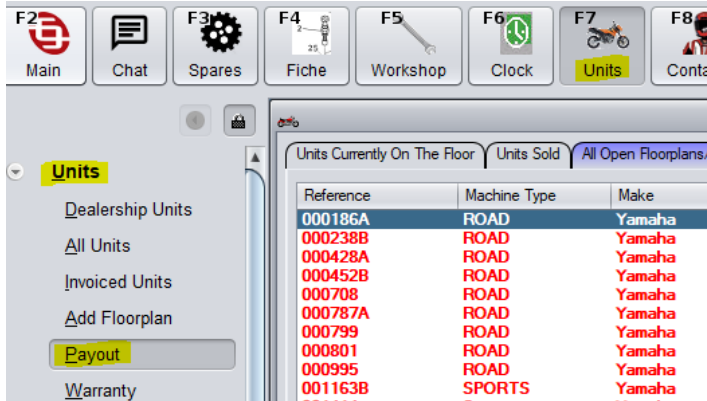 F2 F3 F4 F5 F6 F7 F8
25
Main Chat Spares Fiche Workshop Clock Units Conta
Units
Dealership Units
All Units
Invoiced Units
Add Floorplan
Payout
Warranty
Units Currently On The Floor Units Sold All Open Floorplans/
Reference Machine Type Make
000186A ROAD Yamaha
000238B ROAD Yamaha
000428A ROAD Yamaha
000452B ROAD Yamaha
000708 ROAD Yamaha
000787A ROAD Yamaha
000799 ROAD Yamaha
000801 ROAD Yamaha
000995 ROAD Yamaha
001163B SPORTS Yamaha